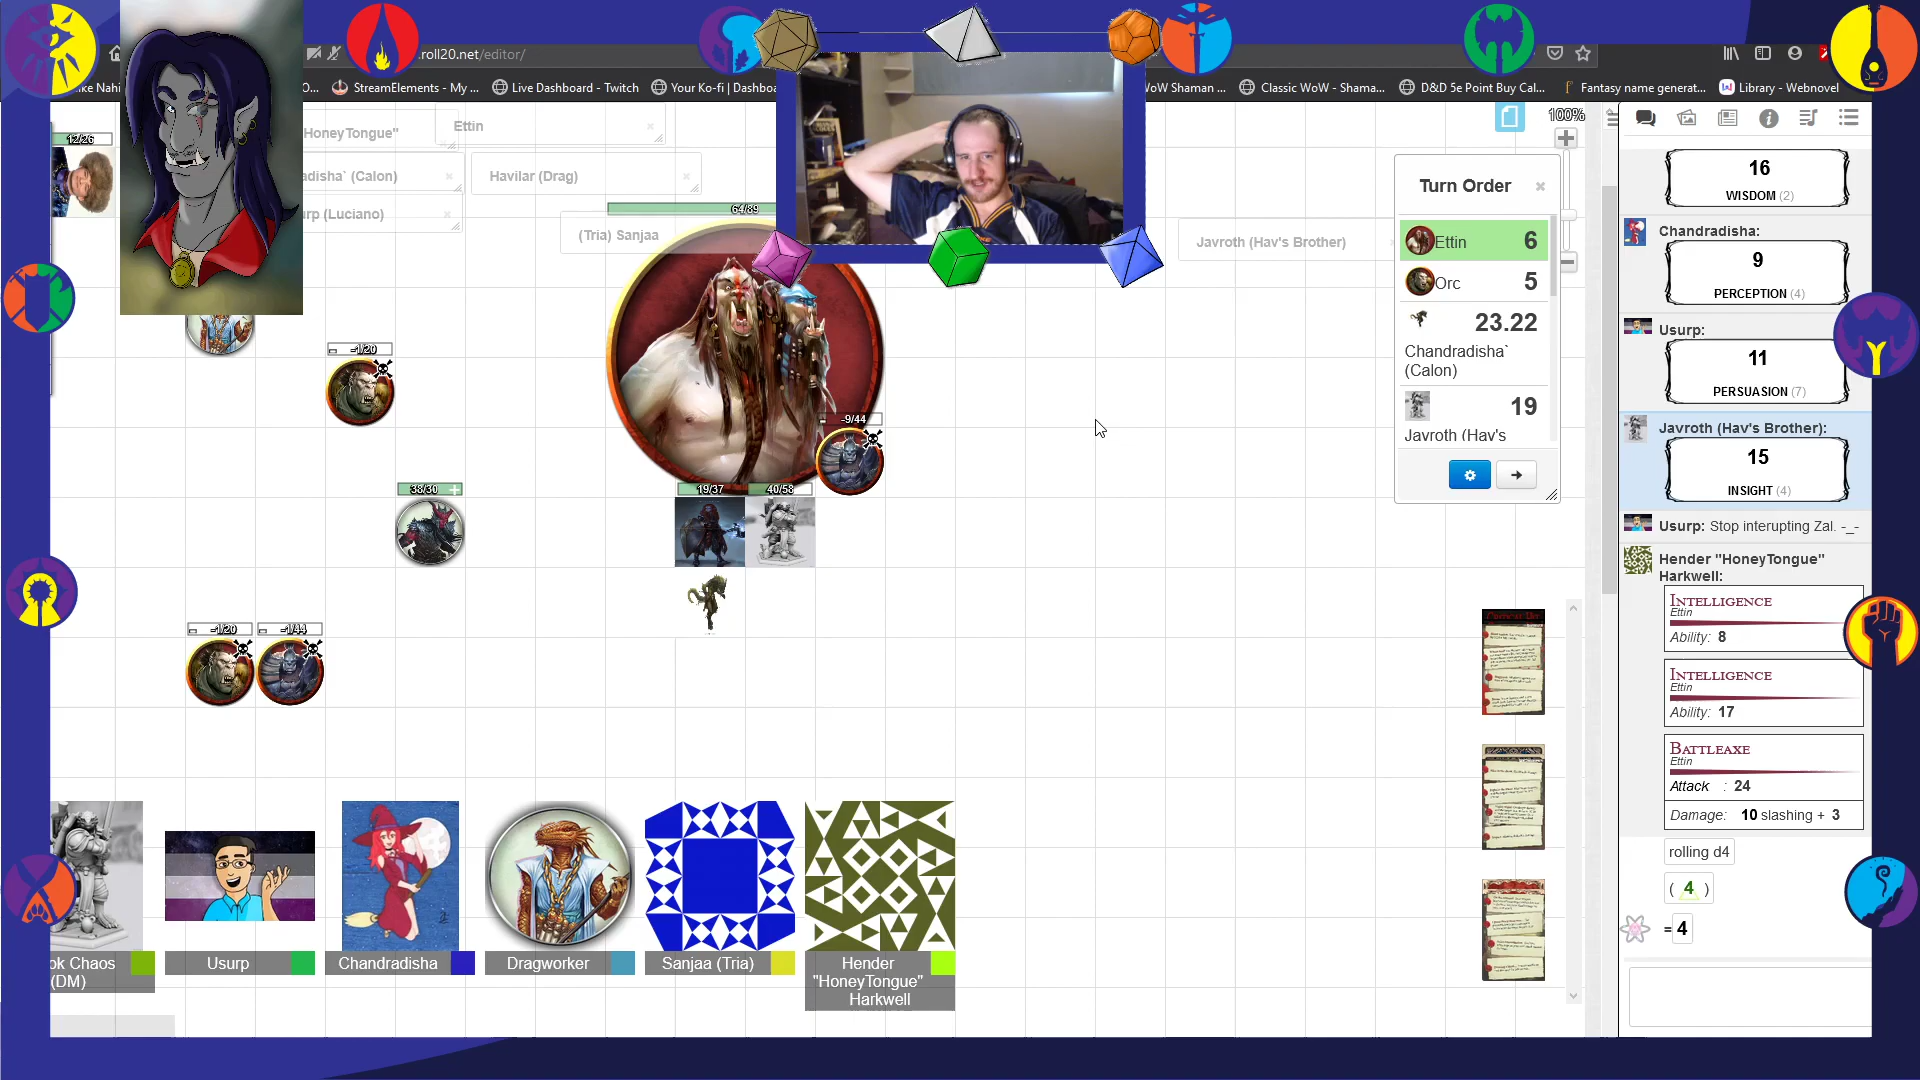 .roll20.net/editor/
ke Nahi
O...
StreamElements - My ...
Live Dashboard - Twitch
Your Ko-fi | Dashboa
WoW Shaman ...
Classic WoW - Shama...
D&D 5e Point Buy Cal...
Fantasy name generat...
Library - Webnovel
12/26
HoneyTongue"
Ettin
adisha` (Calon)
Havilar (Drag)
urp (Luciano)
64/89
(Tria) Sanjaa
Javroth (Hav's Brother)
100%
-1/20
-9/44
38/30
19/37
40/58
-1/20
-1/44
Turn Order
Ettin 6
Orc 5
23.22
Chandradisha`
(Calon)
19
Javroth (Hav's
16
WISDOM (2)
Chandradisha:
9
PERCEPTION (4)
Usurp:
11
PERSUASION (7)
Javroth (Hav's Brother):
15
INSIGHT (4)
Usurp: Stop interupting Zal. -_-
Hender "HoneyTongue"
Harkwell:
INTELLIGENCE
Ettin
Ability: 8
INTELLIGENCE
Ettin
Ability: 17
BATTLEAXE
Ettin
Attack : 24
Damage: 10 slashing + 3
rolling d4
( 4 )
= 4
ok Chaos
(DM)
Usurp
Chandradisha
Dragworker
Sanjaa (Tria)
Hender
"HoneyTongue"
Harkwell